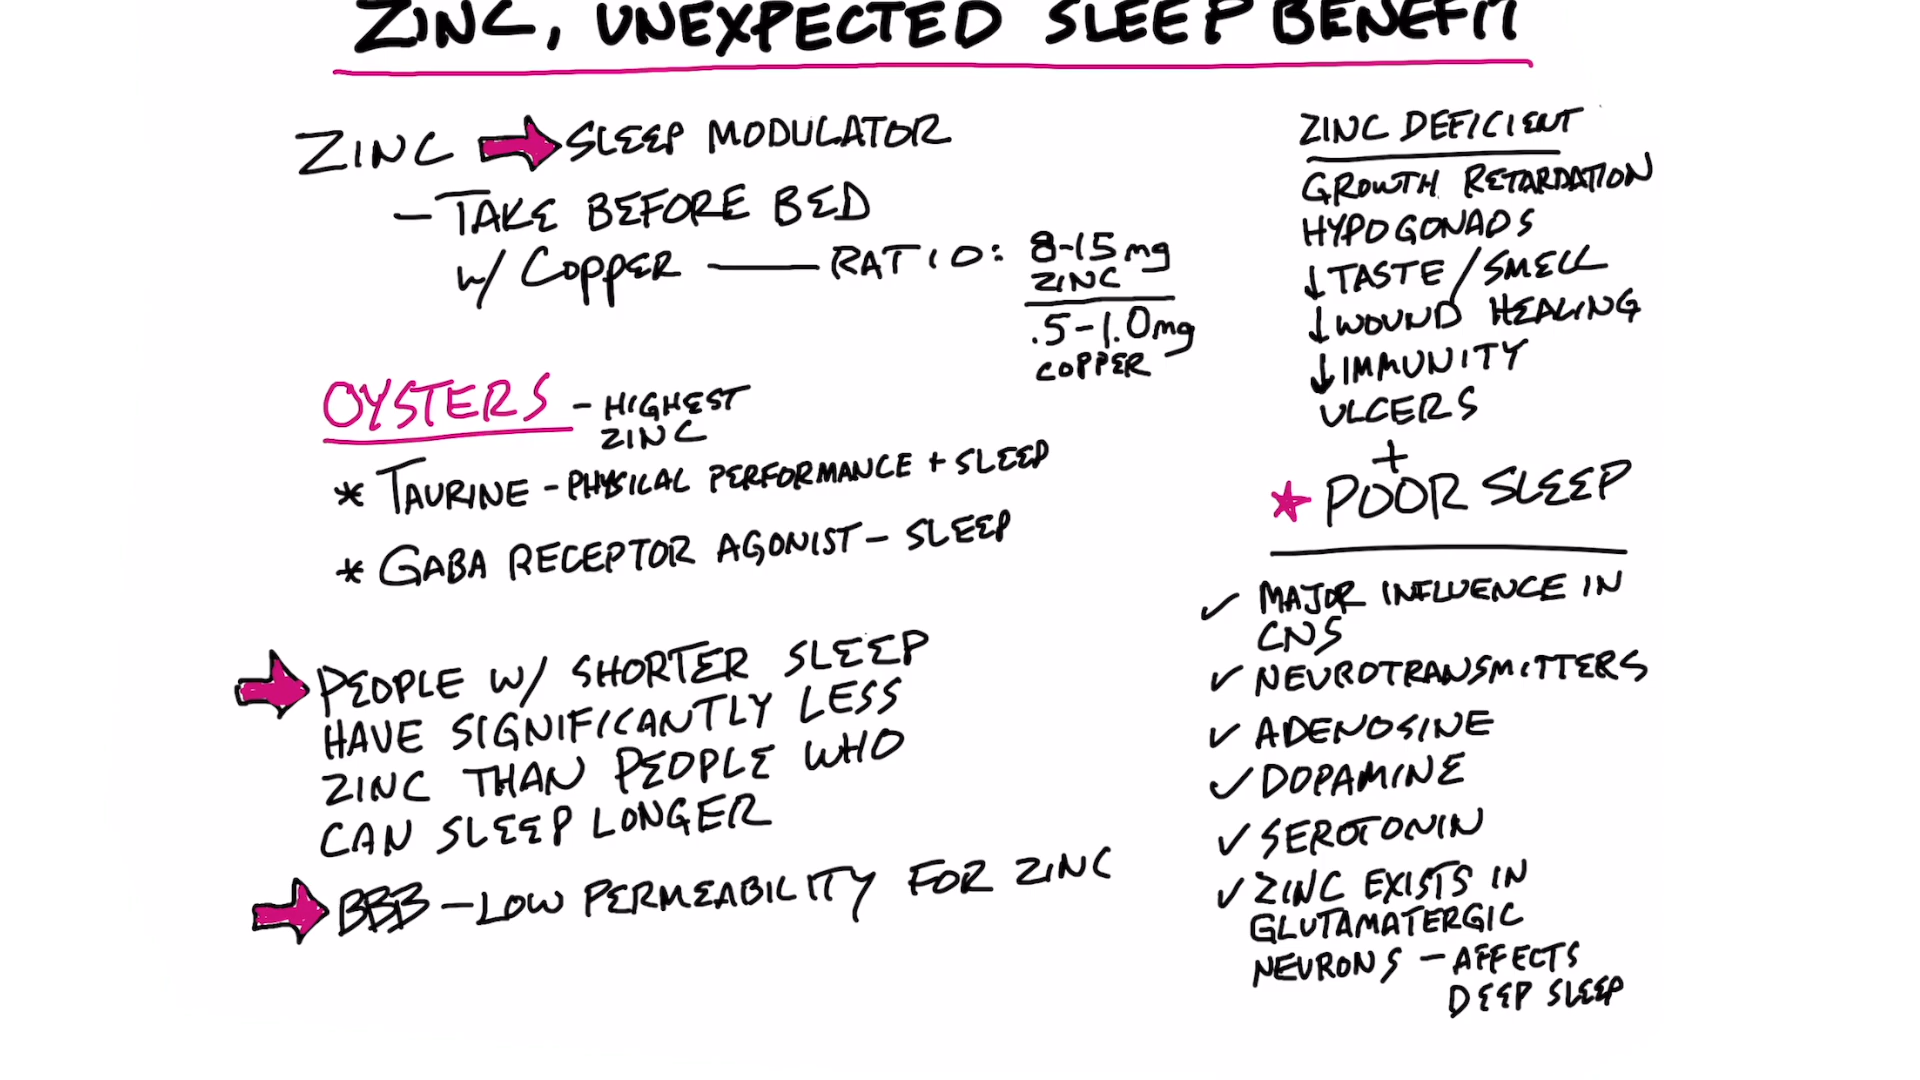 ZINC, UNEXPECTED SLEEP BENEFIT
ZINC SLEEP MODULATOR
- TAKE BEFORE BED
w/ COPPER — RATIO: 8-15mg
ZINC
.5-1.0mg
COPPER
OYSTERS - HIGHEST
ZINC
* TAURINE - PHYSICAL PERFORMANCE + SLEEP
* GABA RECEPTOR AGONIST - SLEEP
PEOPLE W/ SHORTER SLEEP
HAVE SIGNIFICANTLY LESS
ZINC THAN PEOPLE WHO
CAN SLEEP LONGER
BBB - LOW PERMEABILITY FOR ZINC
ZINC DEFICIENT
GROWTH RETARDATION
HYPOGONADS
↓ TASTE / SMELL
↓ WOUND HEALING
↓ IMMUNITY
ULCERS
+
★ POOR SLEEP
✓ MAJOR INFLUENCE IN
CNS
✓ NEUROTRANSMITTERS
✓ ADENOSINE
✓ DOPAMINE
✓ SEROTONIN
✓ ZINC EXISTS IN
GLUTAMATERGIC
NEURONS - AFFECTS
DEEP SLEEP